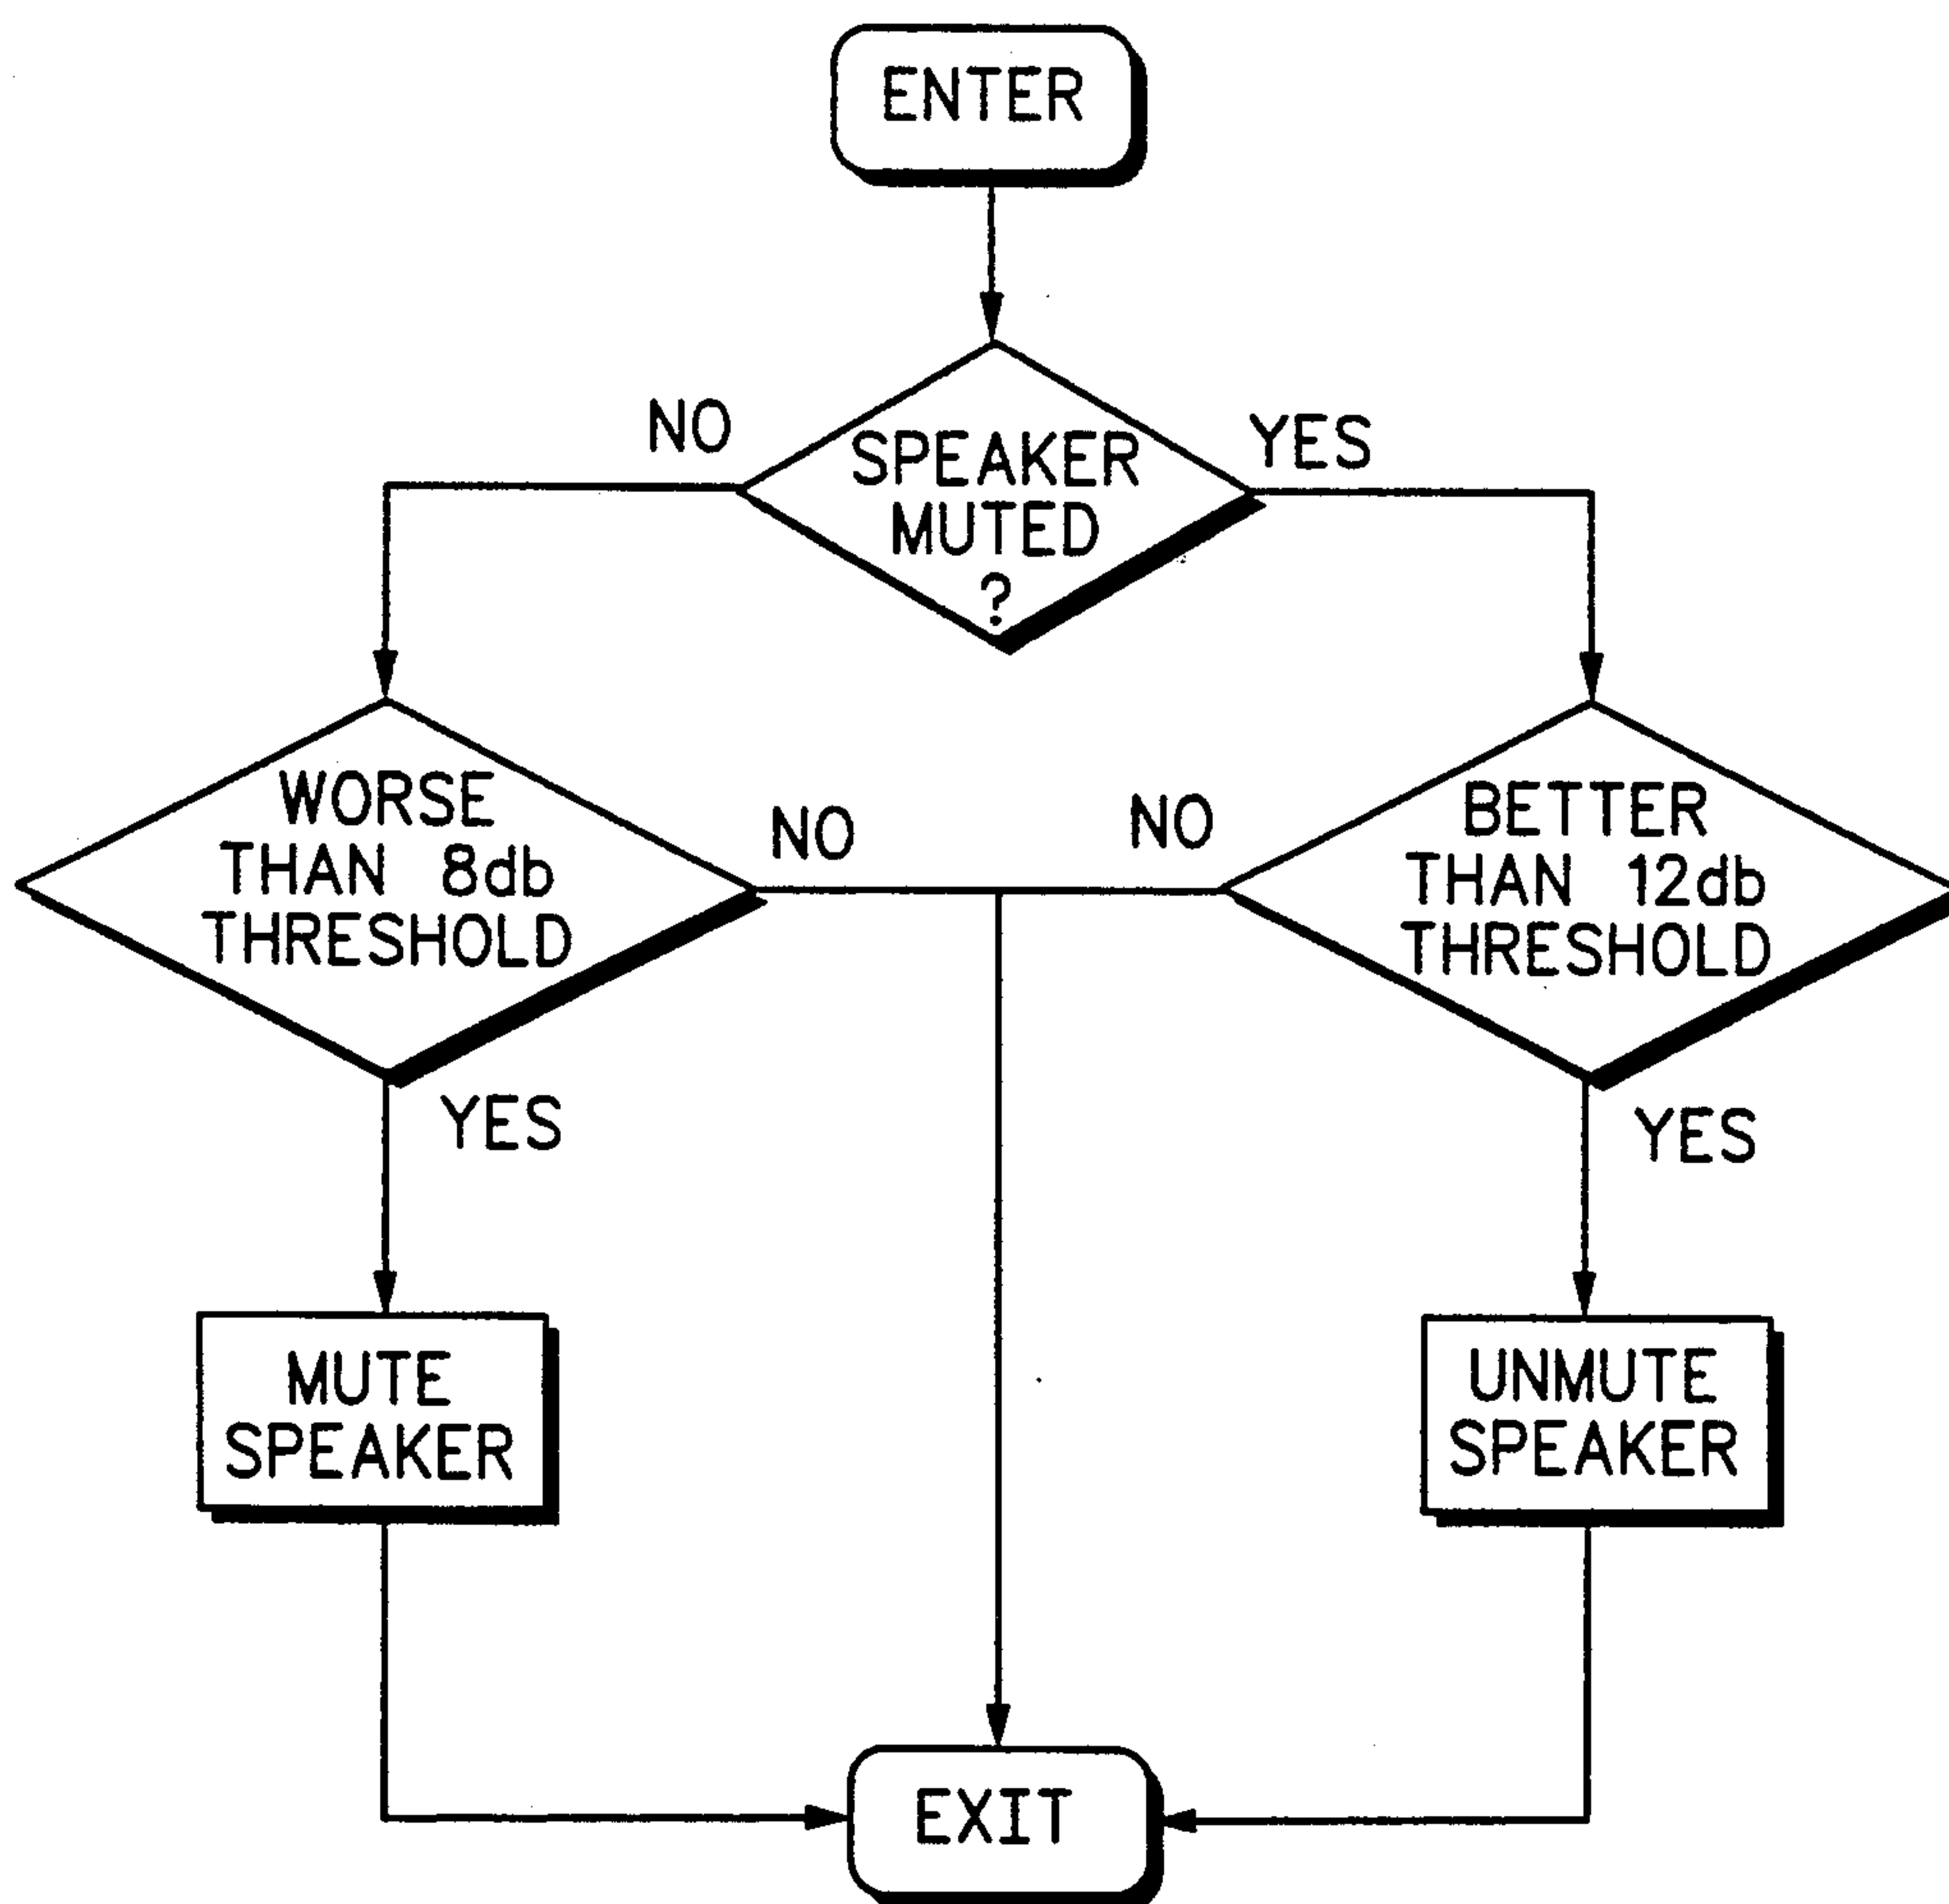 ENTER
NO
YES
SPEAKER
MUTED
?
WORSE
THAN 8db
THRESHOLD
NO
NO
BETTER
THAN 12db
THRESHOLD
YES
YES
MUTE
SPEAKER
UNMUTE
SPEAKER
EXIT